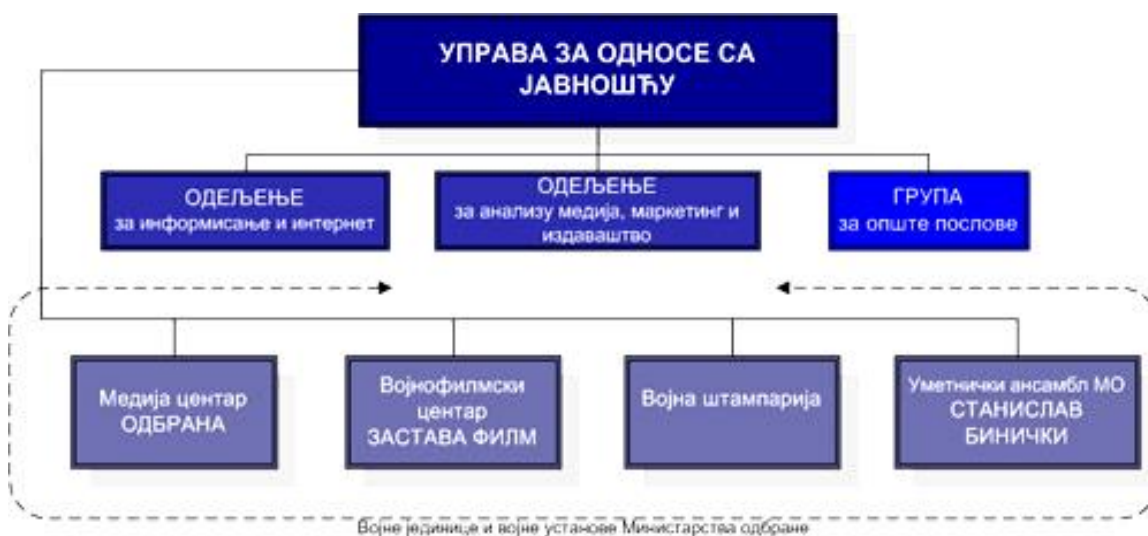 УПРАВА ЗА ОДНОСЕ СА
ЈАВНОШЋУ
ОДЕЉЕЊЕ
за информисање и интернет
ОДЕЉЕЊЕ
за анализу медија, маркетинг и
издаваштво
ГРУПА
за опште послове
Медија центар
ОДБРАНА
Војнофилмски
центар
ЗАСТАВА ФИЛМ
Војна штампарија
Уметнички ансамбл МО
СТАНИСЛАВ
БИНИЧКИ
Војне јединице и војне установе Министарства одбране